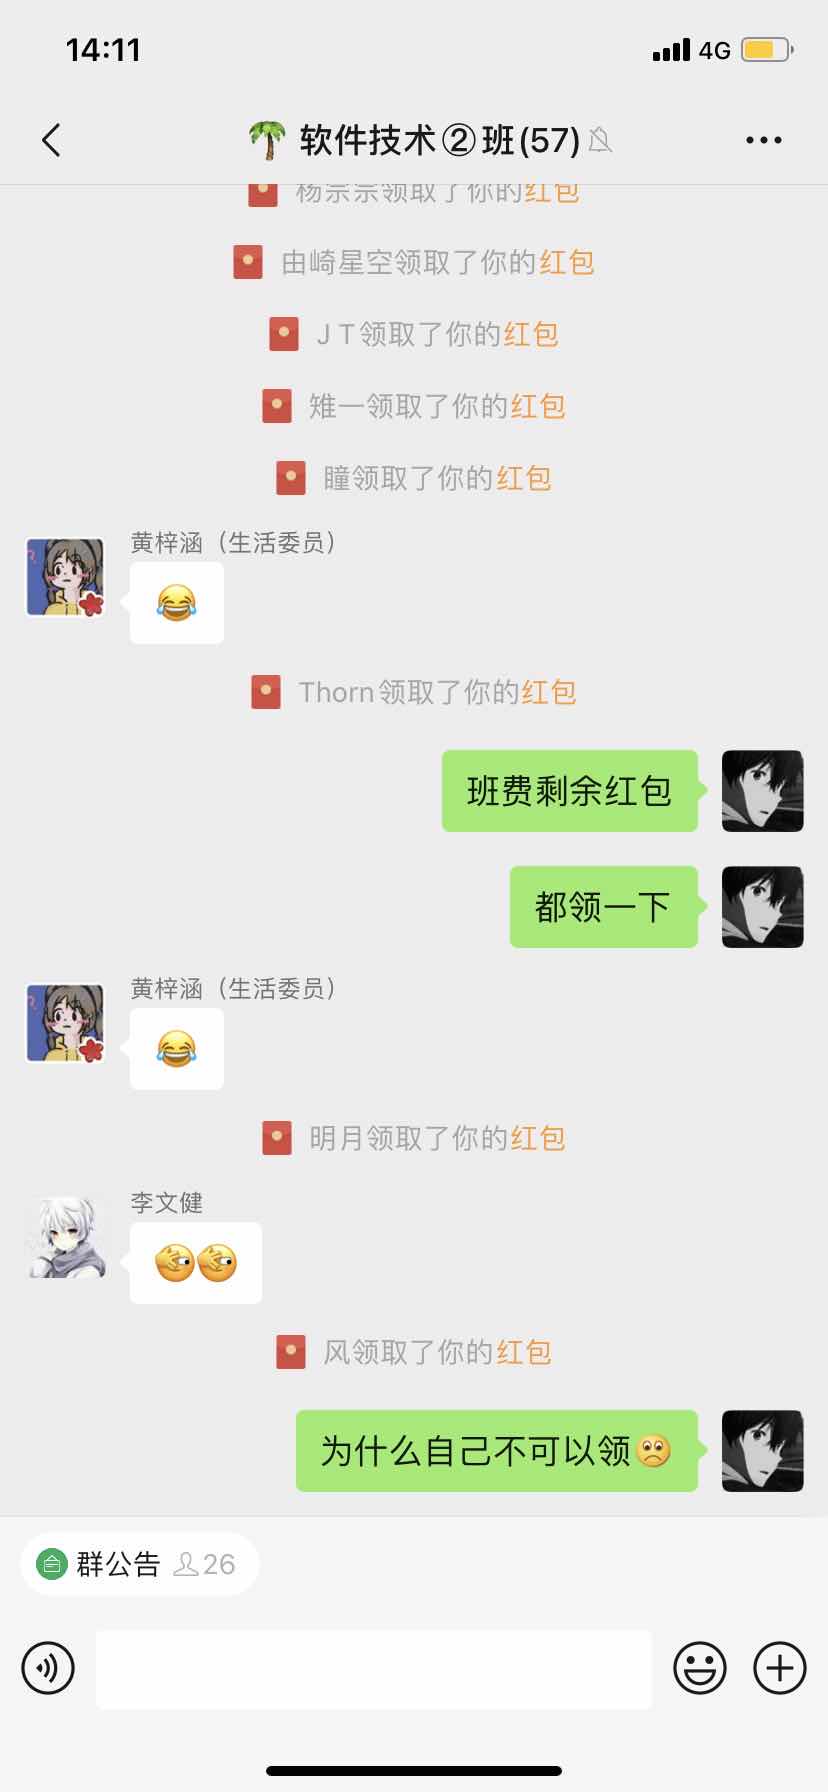 14:11
4G
🌴 软件技术②班(57)
杨宗宗领取了你的红包
由崎星空领取了你的红包
J T领取了你的红包
雉一领取了你的红包
瞳领取了你的红包
黄梓涵（生活委员）
😂
Thorn领取了你的红包
班费剩余红包
都领一下
黄梓涵（生活委员）
😂
明月领取了你的红包
李文健
风领取了你的红包
为什么自己不可以领🙁
群公告 26